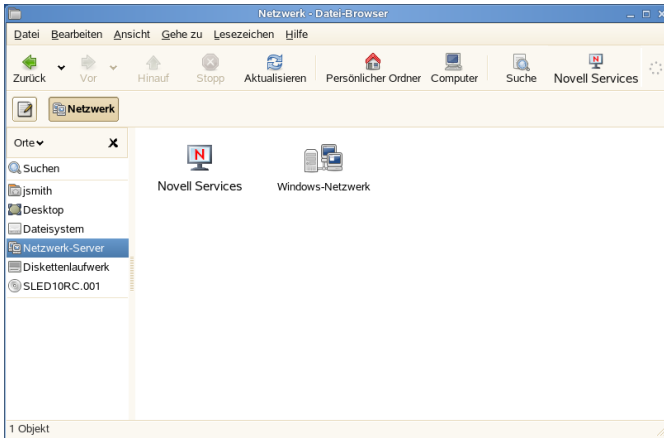 Netzwerk - Datei-Browser
Datei Bearbeiten Ansicht Gehe zu Lesezeichen Hilfe
Zurück Vor Hinauf Stopp Aktualisieren Persönlicher Ordner Computer Suche Novell Services
Netzwerk
Orte
Suchen
jsmith
Desktop
Dateisystem
Netzwerk-Server
Diskettenlaufwerk
SLED10RC.001
N
Novell Services
Windows-Netzwerk
1 Objekt